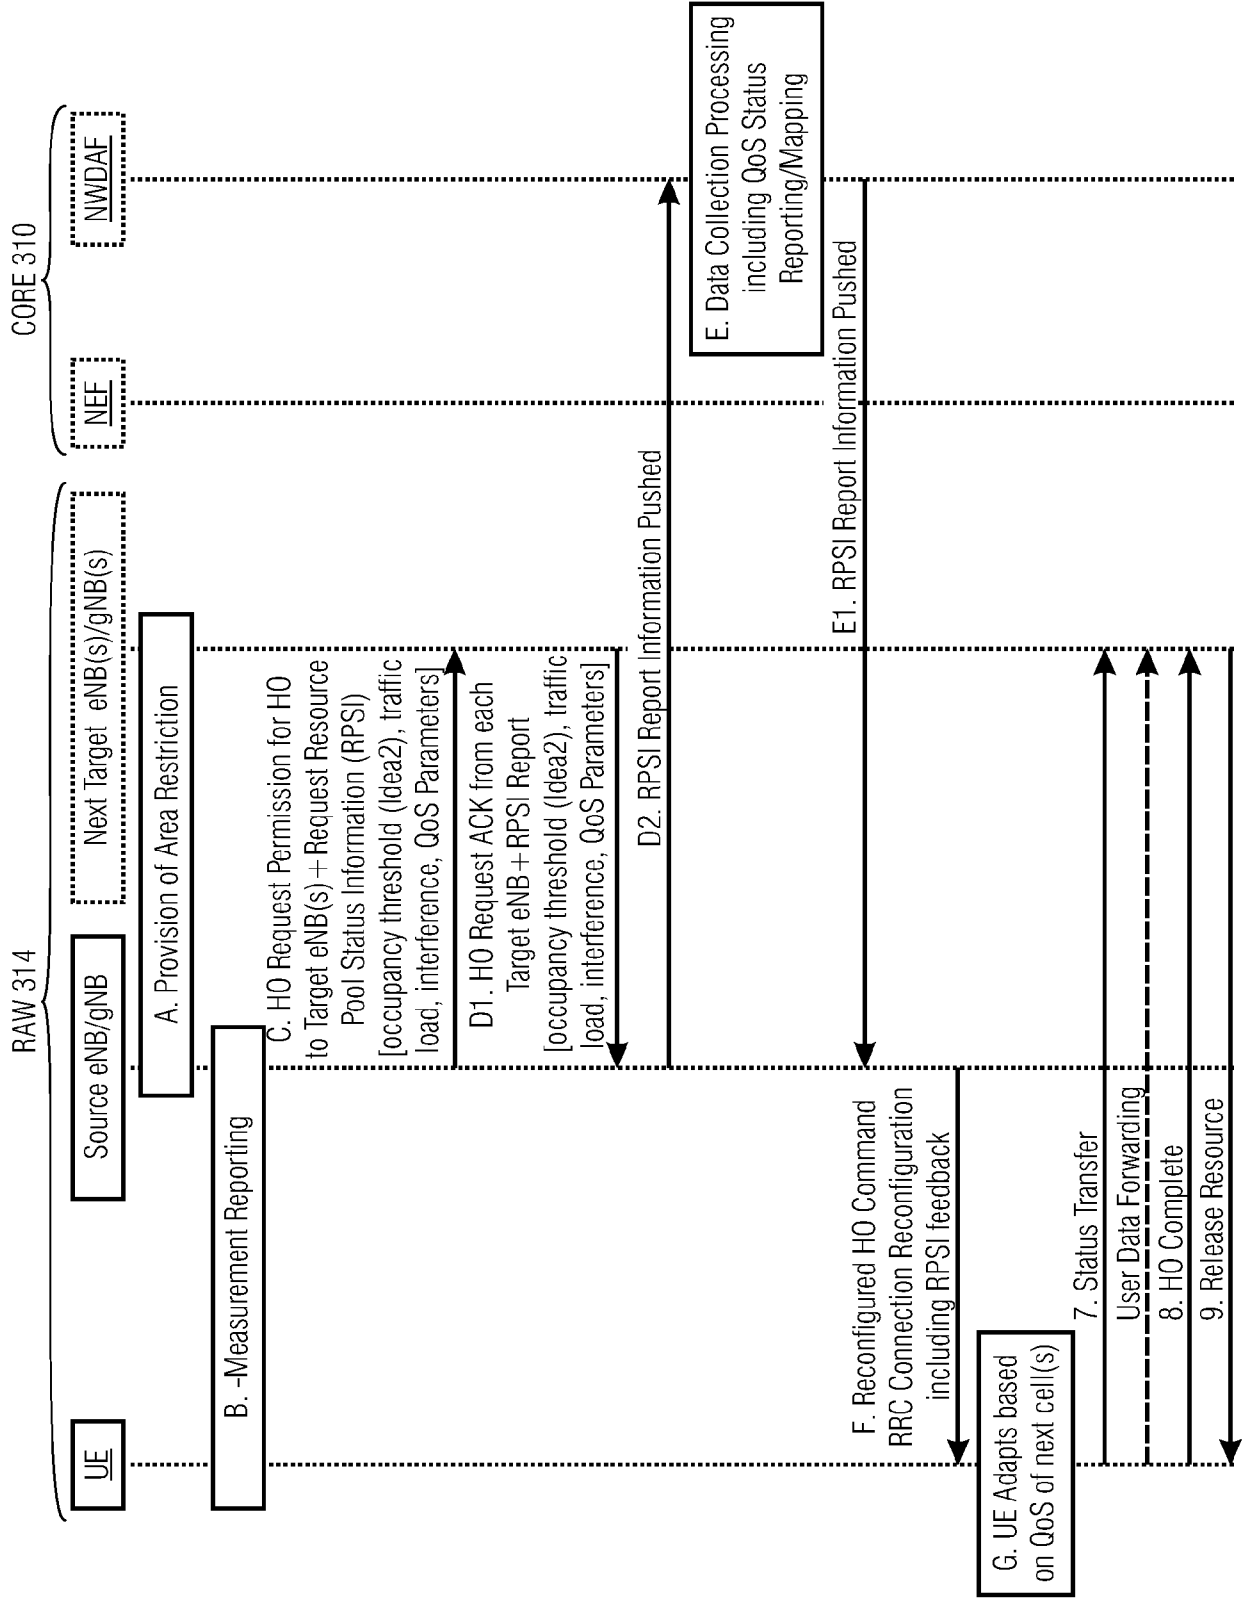 RAW 314
CORE 310
UE
Source eNB/gNB
Next Target eNB(s)/gNB(s)
NEF
NWDAF
A. Provision of Area Restriction
B. -Measurement Reporting
C. HO Request Permission for HO
to Target eNB(s)+Request Resource
Pool Status Information (RPSI)
[occupancy threshold (Idea2), traffic
load, interference, QoS Parameters]
D1. HO Request ACK from each
Target eNB+RPSI Report
[occupancy threshold (Idea2), traffic
load, interference, QoS Parameters]
D2. RPSI Report Information Pushed
E. Data Collection Processing
including QoS Status
Reporting/Mapping
E1. RPSI Report Information Pushed
F. Reconfigured HO Command
RRC Connection Reconfiguration
including RPSI feedback
G. UE Adapts based
on QoS of next cell(s)
7. Status Transfer
User Data Forwarding
8. HO Complete
9. Release Resource